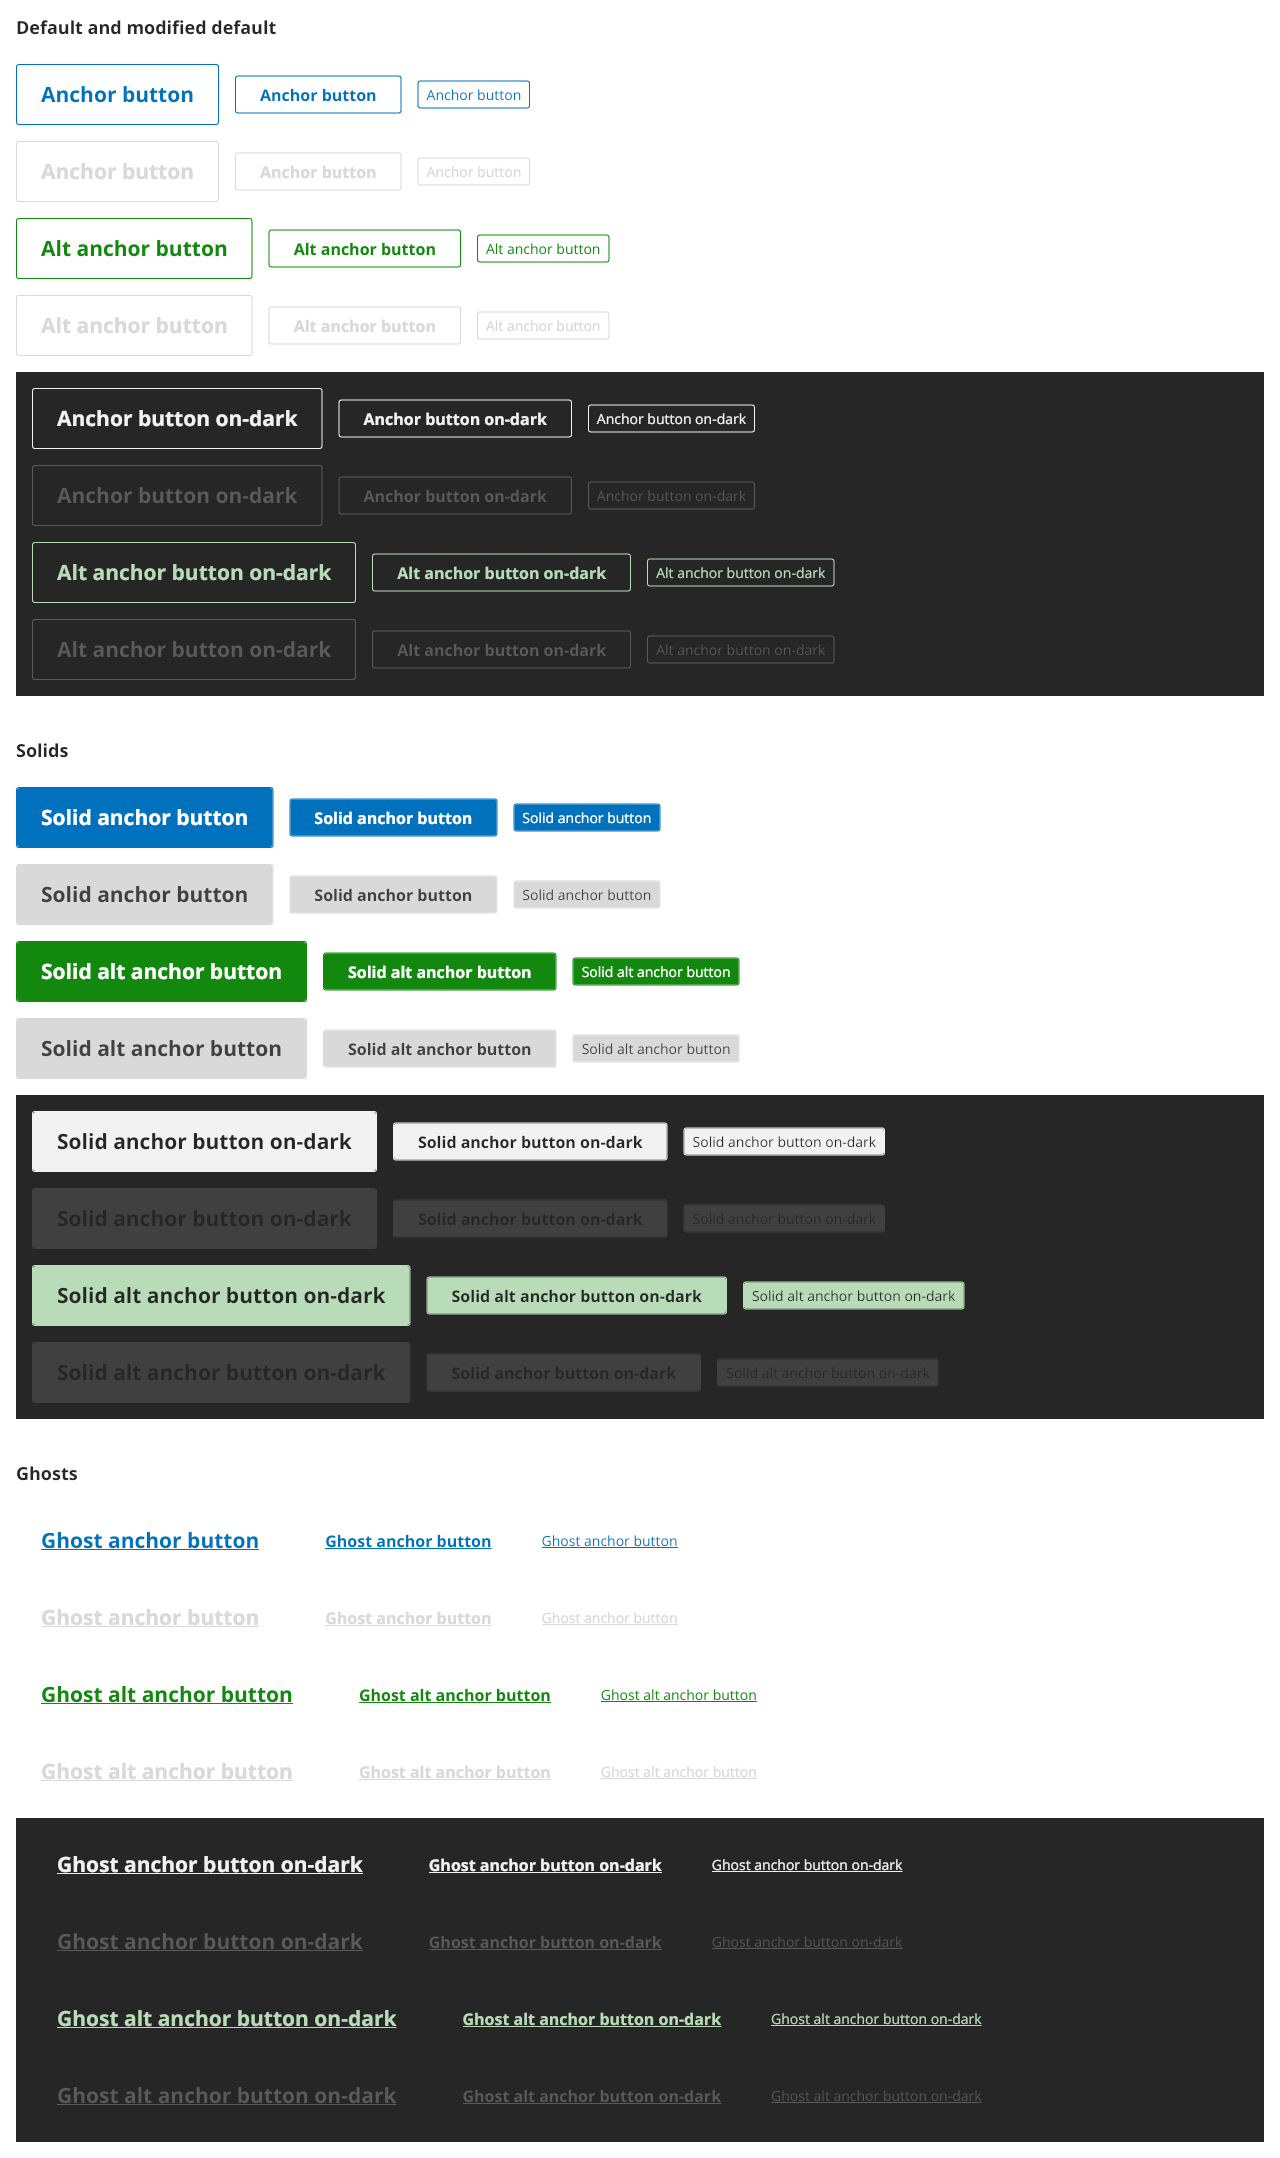 Default and modified default
Anchor button Anchor button Anchor button
Anchor button Anchor button Anchor button
Alt anchor button Alt anchor button Alt anchor button
Alt anchor button Alt anchor button Alt anchor button
Anchor button on-dark Anchor button on-dark Anchor button on-dark
Anchor button on-dark Anchor button on-dark Anchor button on-dark
Alt anchor button on-dark Alt anchor button on-dark Alt anchor button on-dark
Alt anchor button on-dark Alt anchor button on-dark Alt anchor button on-dark
Solids
Solid anchor button Solid anchor button Solid anchor button
Solid anchor button Solid anchor button Solid anchor button
Solid alt anchor button Solid alt anchor button Solid alt anchor button
Solid alt anchor button Solid alt anchor button Solid alt anchor button
Solid anchor button on-dark Solid anchor button on-dark Solid anchor button on-dark
Solid anchor button on-dark Solid anchor button on-dark Solid anchor button on-dark
Solid alt anchor button on-dark Solid alt anchor button on-dark Solid alt anchor button on-dark
Solid alt anchor button on-dark Solid anchor button on-dark Solid alt anchor button on-dark
Ghosts
Ghost anchor button Ghost anchor button Ghost anchor button
Ghost anchor button Ghost anchor button Ghost anchor button
Ghost alt anchor button Ghost alt anchor button Ghost alt anchor button
Ghost alt anchor button Ghost alt anchor button Ghost alt anchor button
Ghost anchor button on-dark Ghost anchor button on-dark Ghost anchor button on-dark
Ghost anchor button on-dark Ghost anchor button on-dark Ghost anchor button on-dark
Ghost alt anchor button on-dark Ghost alt anchor button on-dark Ghost alt anchor button on-dark
Ghost alt anchor button on-dark Ghost alt anchor button on-dark Ghost alt anchor button on-dark